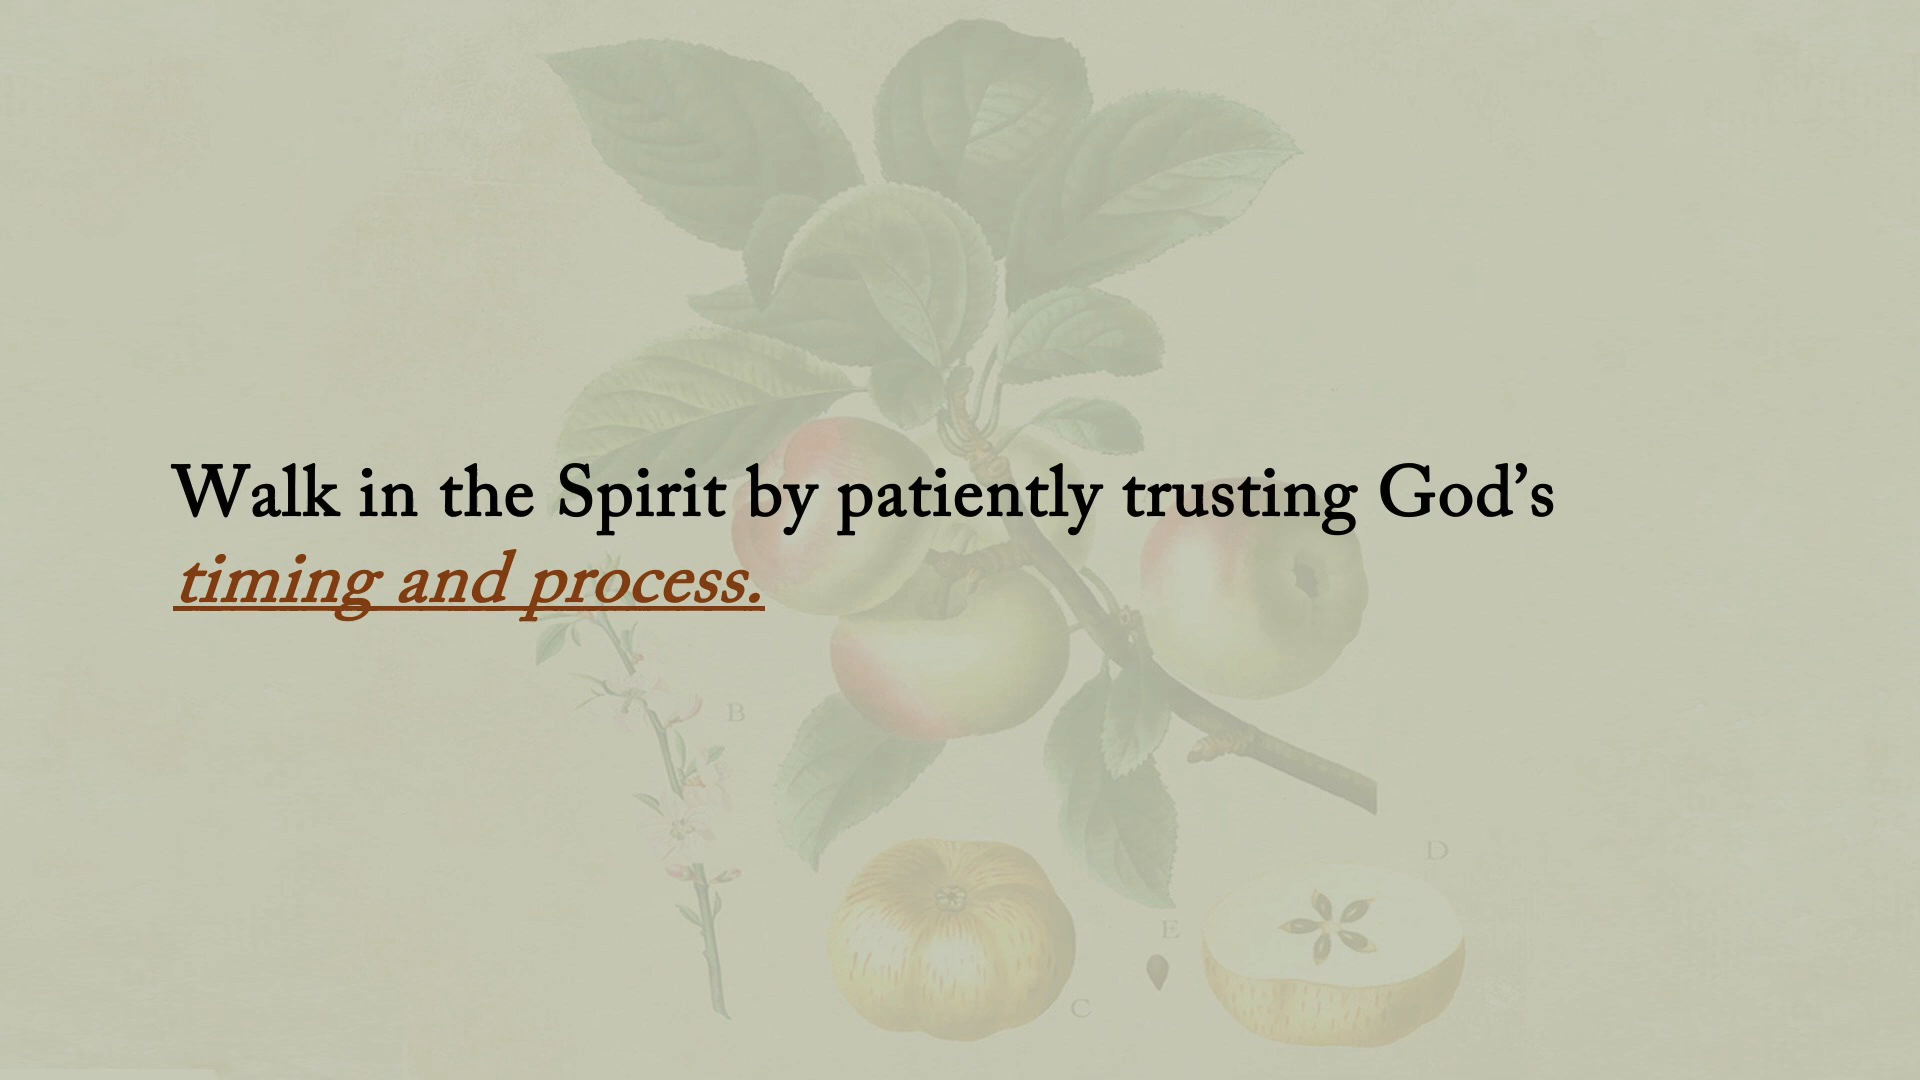 Walk in the Spirit by patiently trusting God’s
timing and process.
B
D
E
C